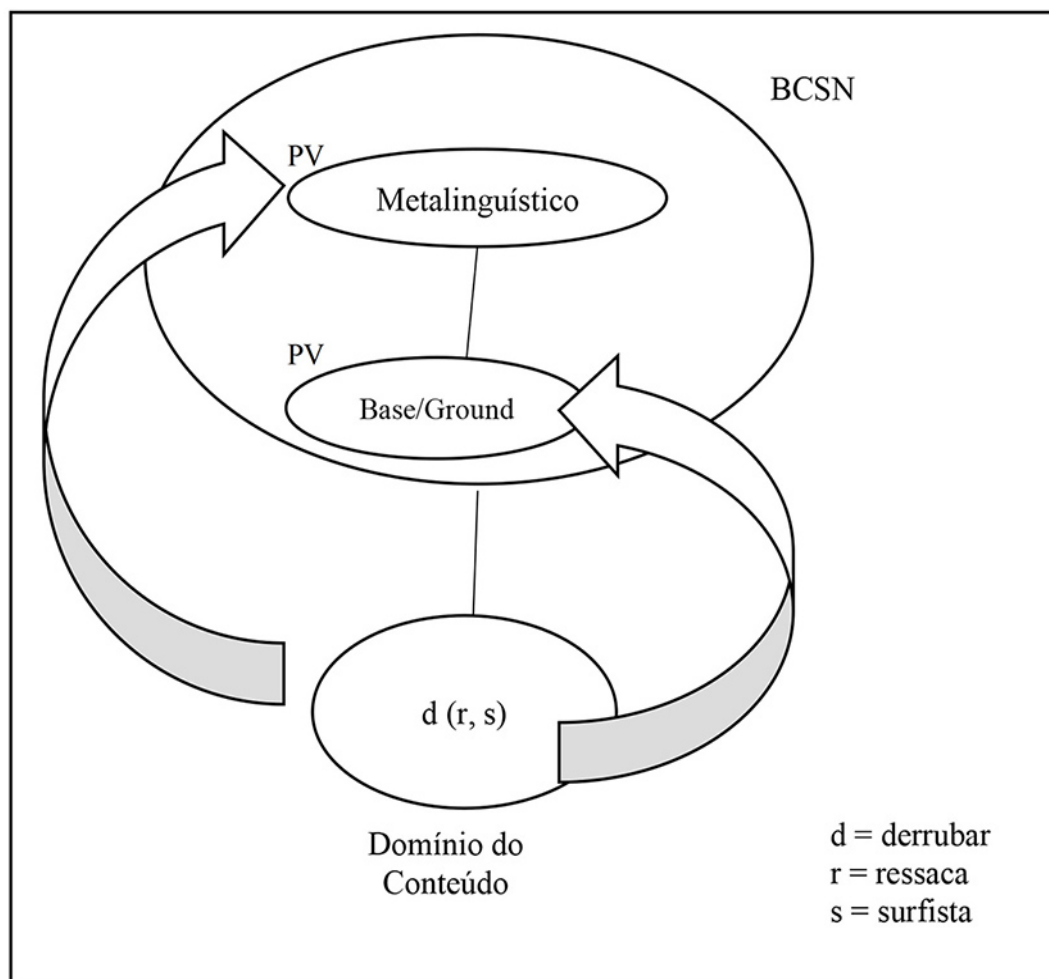 BCSN
PV
Metalinguístico
PV
Base/Ground
d (r, s)
Domínio do
Conteúdo
d = derrubar
r = ressaca
s = surfista